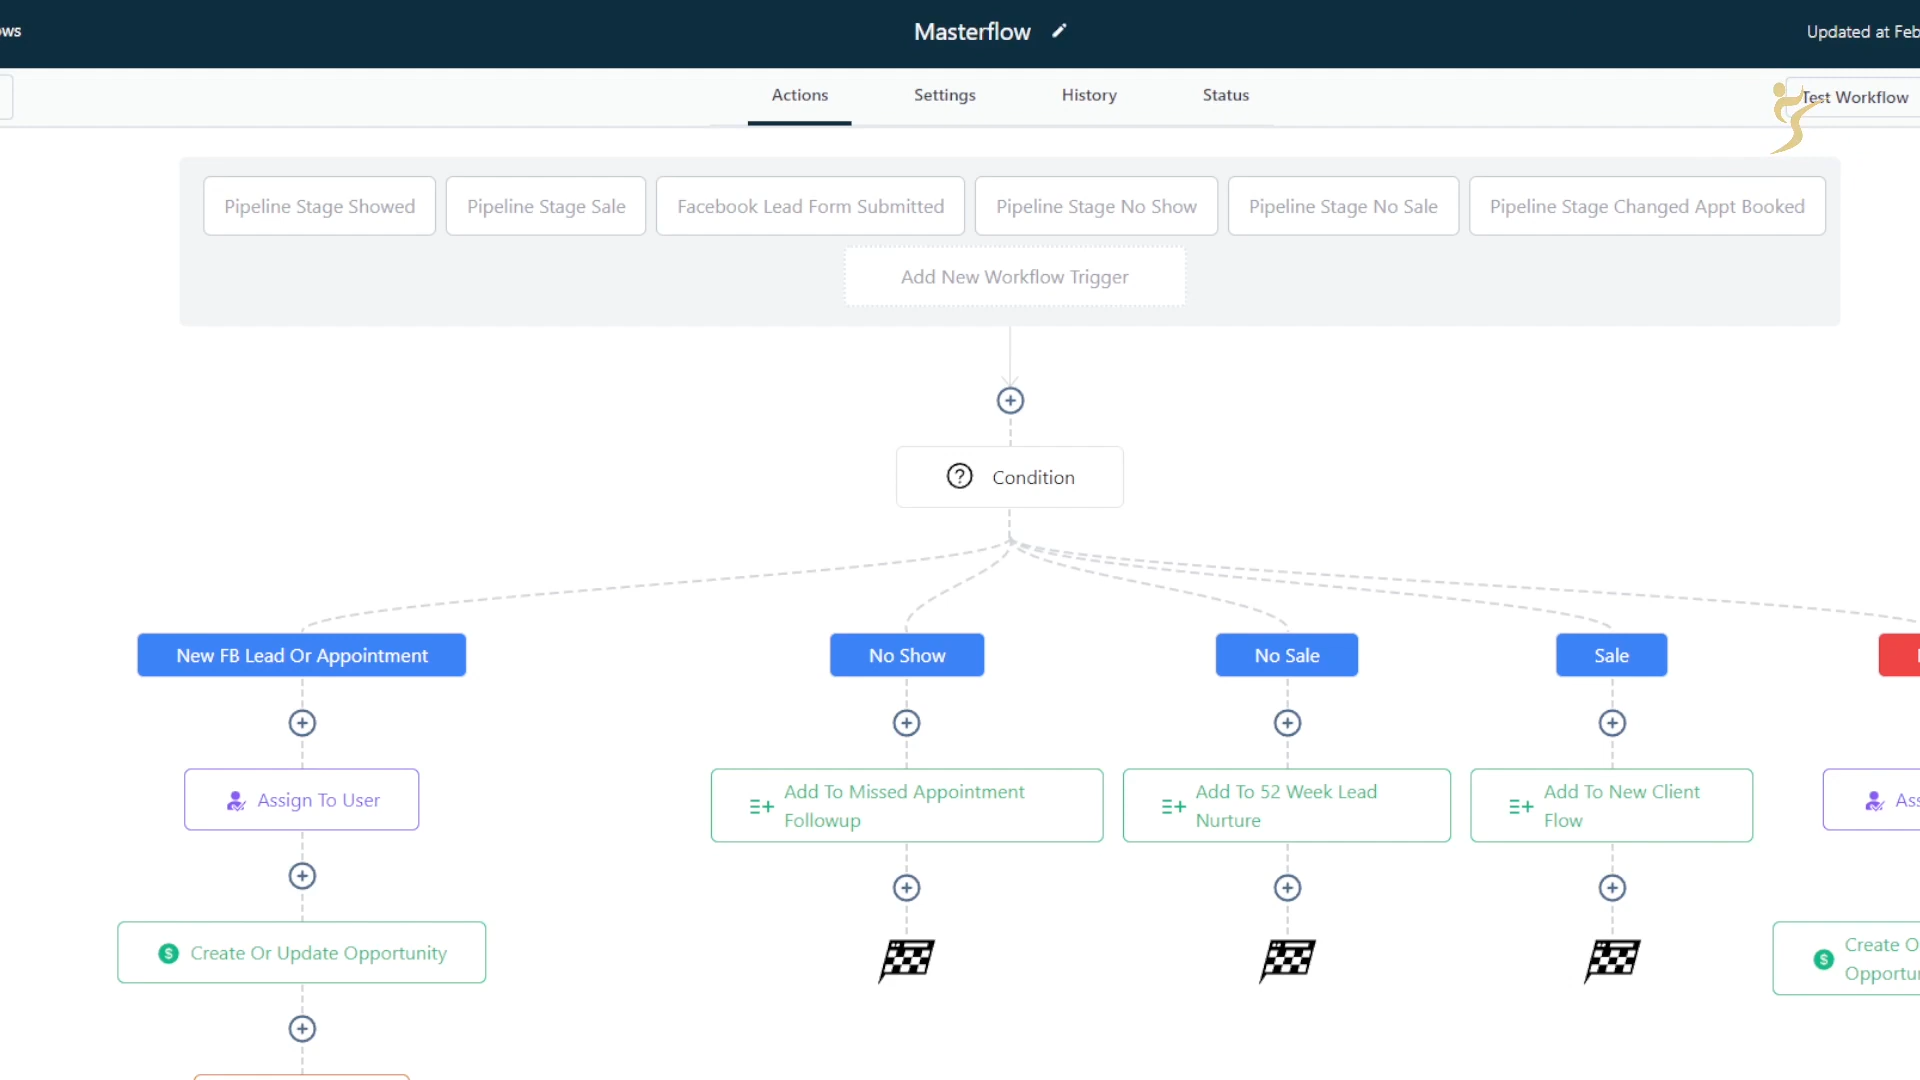 ows
Masterflow
Updated at Feb
Actions
Settings
History
Status
Test Workflow
Pipeline Stage Showed
Pipeline Stage Sale
Facebook Lead Form Submitted
Pipeline Stage No Show
Pipeline Stage No Sale
Pipeline Stage Changed Appt Booked
Add New Workflow Trigger
Condition
New FB Lead Or Appointment
No Show
No Sale
Sale
Assign To User
Add To Missed Appointment
Followup
Add To 52 Week Lead
Nurture
Add To New Client
Flow
Ass
Create Or Update Opportunity
Create O
Opportu